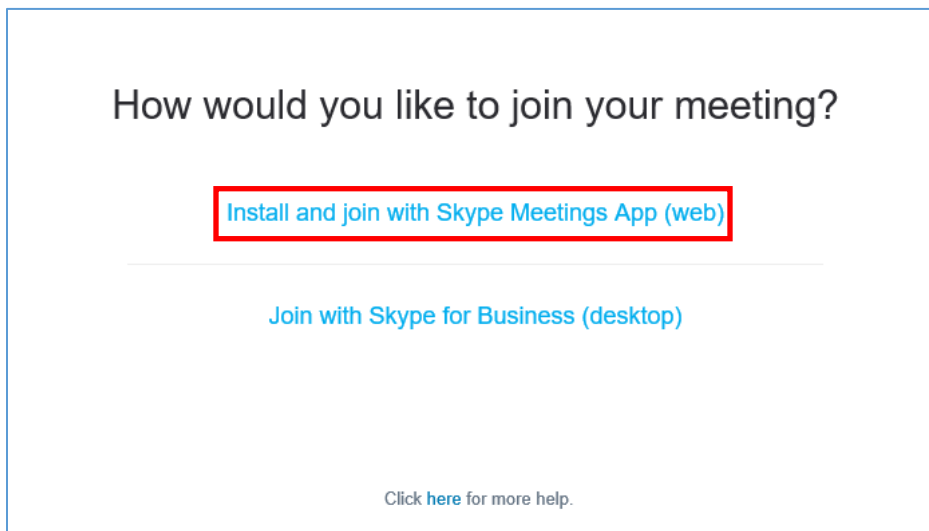 How would you like to join your meeting?
Install and join with Skype Meetings App (web)
Join with Skype for Business (desktop)
Click here for more help.